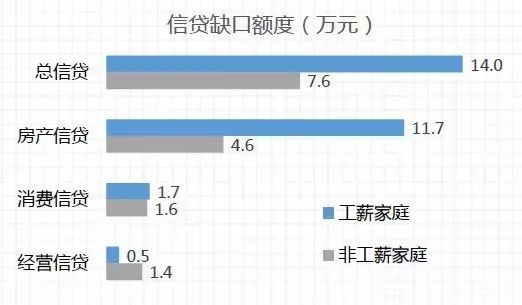 信贷缺口额度（万元）
总信贷
14.0
7.6
房产信贷
11.7
4.6
消费信贷
1.7
1.6
工薪家庭
经营信贷
0.5
1.4
非工薪家庭